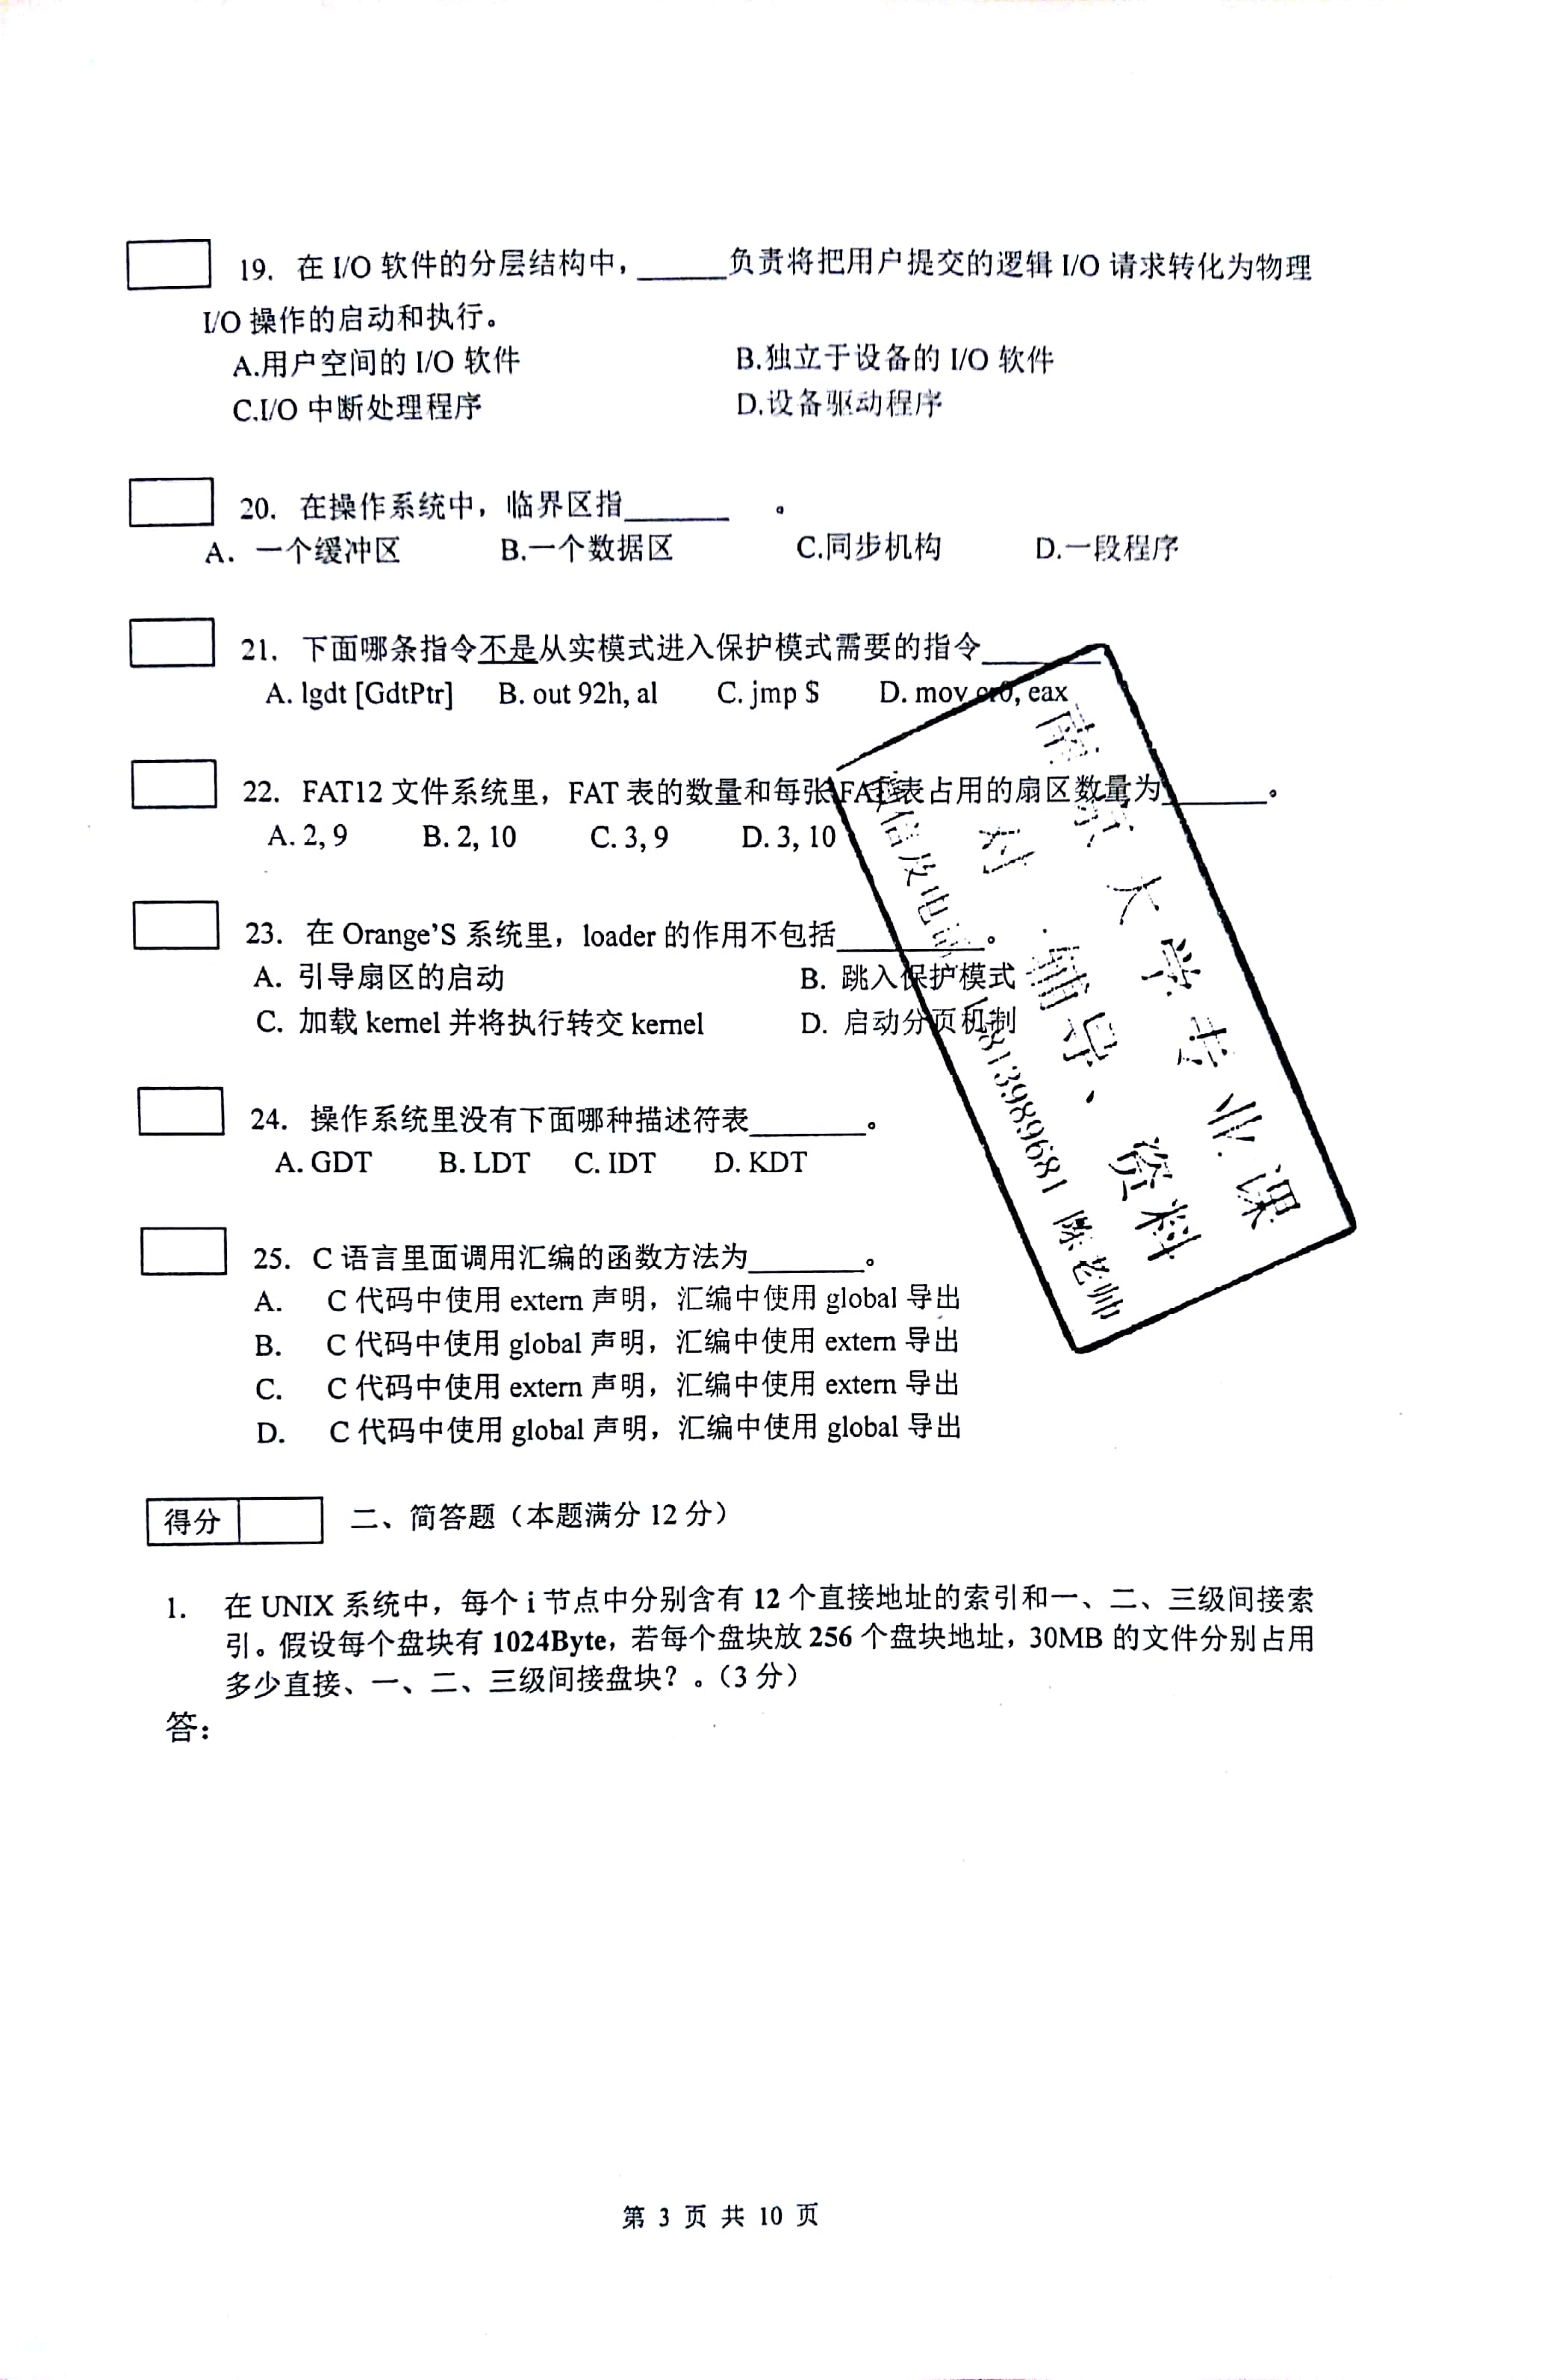 19. 在 I/O 软件的分层结构中，______负责将把用户提交的逻辑 I/O 请求转化为物理
I/O 操作的启动和执行。
A.用户空间的 I/O 软件 B.独立于设备的 I/O 软件
C.I/O 中断处理程序 D.设备驱动程序
20. 在操作系统中，临界区指_______ 。
A. 一个缓冲区 B.一个数据区 C.同步机构 D.一段程序
21. 下面哪条指令不是从实模式进入保护模式需要的指令________
A. lgdt [GdtPtr] B. out 92h, al C. jmp $ D. mov cr0, eax
22. FAT12 文件系统里，FAT 表的数量和每张 FAT 表占用的扇区数量为_______。
A. 2, 9 B. 2, 10 C. 3, 9 D. 3, 10
23. 在 Orange’S 系统里，loader 的作用不包括__________。
A. 引导扇区的启动 B. 跳入保护模式
C. 加载 kernel 并将执行转交 kernel D. 启动分页机制
24. 操作系统里没有下面哪种描述符表________。
A. GDT B. LDT C. IDT D. KDT
25. C 语言里面调用汇编的函数方法为________。
A. C 代码中使用 extern 声明，汇编中使用 global 导出
B. C 代码中使用 global 声明，汇编中使用 extern 导出
C. C 代码中使用 extern 声明，汇编中使用 extern 导出
D. C 代码中使用 global 声明，汇编中使用 global 导出
南京大学专业课
辅导、资料
微信及电话 1813989681 陈老师
得分 二、简答题（本题满分 12 分）
1. 在 UNIX 系统中，每个 i 节点中分别含有 12 个直接地址的索引和一、二、三级间接索
引。假设每个盘块有 1024Byte，若每个盘块放 256 个盘块地址，30MB 的文件分别占用
多少直接、一、二、三级间接盘块？。（3 分）
答：
第 3 页 共 10 页